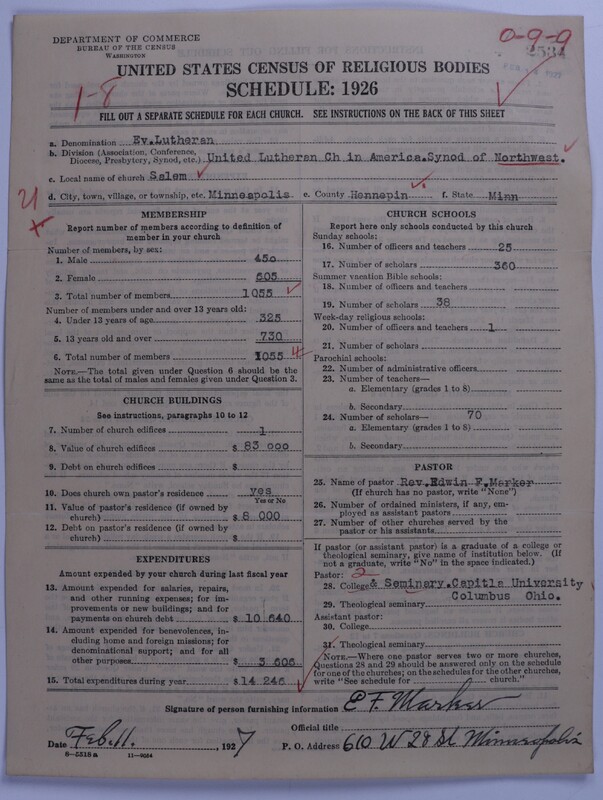 DEPARTMENT OF COMMERCE
BUREAU OF THE CENSUS
WASHINGTON
0-9-9
2534
UNITED STATES CENSUS OF RELIGIOUS BODIES
SCHEDULE: 1926
1-8
FILL OUT A SEPARATE SCHEDULE FOR EACH CHURCH. SEE INSTRUCTIONS ON THE BACK OF THIS SHEET
a. Denomination Ev.Lutheran
b. Division (Association, Conference, Diocese, Presbytery, Synod, etc.) United Lutheran Ch in America.Synod of Northwest.
c. Local name of church Salem
d. City, town, village, or township, etc. Minneapolis e. County Hennepin f. State Minn
MEMBERSHIP
Report number of members according to definition of
member in your church
Number of members, by sex:
1. Male 450
2. Female 605
3. Total number of members 1055
Number of members under and over 13 years old:
4. Under 13 years of age 325
5. 13 years old and over 730
6. Total number of members 1055
NOTE.—The total given under Question 6 should be the
same as the total of males and females given under Question 3.
CHURCH BUILDINGS
See instructions, paragraphs 10 to 12
7. Number of church edifices 1
8. Value of church edifices $ 83 000
9. Debt on church edifices $
10. Does church own pastor's residence yes
Yes or No
11. Value of pastor's residence (if owned by
church) $ 8 000
12. Debt on pastor's residence (if owned by
church) $
EXPENDITURES
Amount expended by your church during last fiscal year
13. Amount expended for salaries, repairs,
and other running expenses; for im-
provements or new buildings; and for
payments on church debt $ 10 640
14. Amount expended for benevolences, in-
cluding home and foreign missions; for
denominational support; and for all
other purposes $ 3 606
15. Total expenditures during year $ 14 246
CHURCH SCHOOLS
Report here only schools conducted by this church
Sunday schools:
16. Number of officers and teachers 25
17. Number of scholars 360
Summer vacation Bible schools:
18. Number of officers and teachers
19. Number of scholars 38
Week-day religious schools:
20. Number of officers and teachers 1
21. Number of scholars
Parochial schools:
22. Number of administrative officers
23. Number of teachers—
a. Elementary (grades 1 to 8)
b. Secondary
24. Number of scholars— 70
a. Elementary (grades 1 to 8)
b. Secondary
PASTOR
25. Name of pastor Rev.Edwin F.Marker
(If church has no pastor, write "None")
26. Number of ordained ministers, if any, em-
ployed as assistant pastors
27. Number of other churches served by the
pastor or his assistants
If pastor (or assistant pastor) is a graduate of a college or
theological seminary, give name of institution below. (If
not a graduate, write "No" in the space indicated.)
Pastor: 2
28. College & Seminary.Capitla University
Columbus Ohio.
29. Theological seminary
Assistant pastor:
30. College
31. Theological seminary
NOTE.—Where one pastor serves two or more churches,
Questions 28 and 29 should be answered only on the schedule
for one of the churches; on the schedules for the other churches,
write "See schedule for church."
Signature of person furnishing information E F Marker
Official title
Date Feb. 11. , 1927 P. O. Address 610 W 28 St Minneapolis
8-5518 a 11-9054